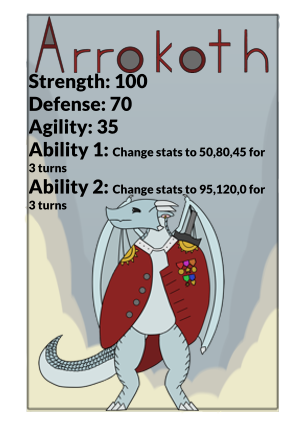 Arrokoth
Strength: 100
Defense: 70
Agility: 35
Ability 1: Change stats to 50,80,45 for
3 turns
Ability 2: Change stats to 95,120,0 for
3 turns